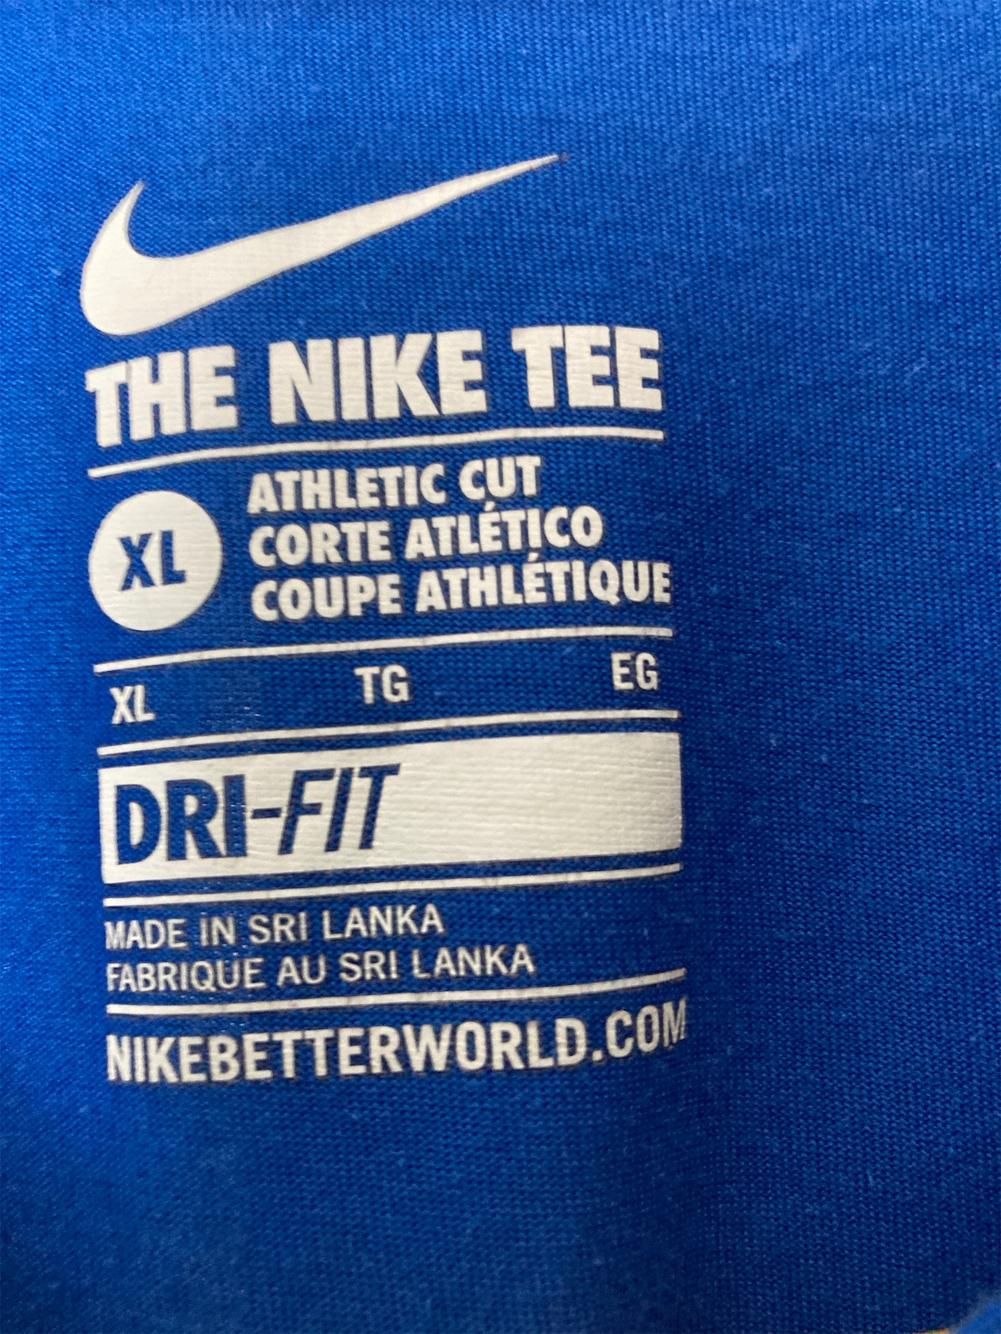 THE NIKE TEE
XL
ATHLETIC CUT
CORTE ATLÉTICO
COUPE ATHLÉTIQUE
XL TG EG
DRI-FIT
MADE IN SRI LANKA
FABRIQUE AU SRI LANKA
NIKEBETTERWORLD.COM